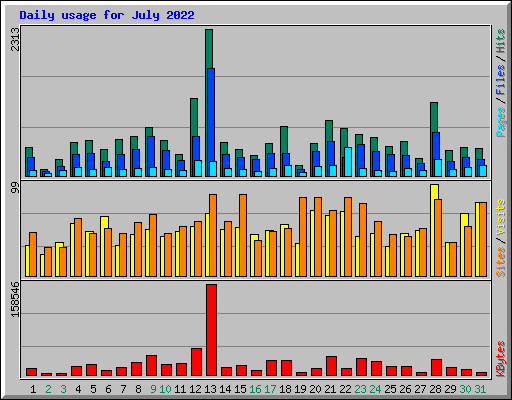 Daily usage for July 2022
2313
Pages / Files / Hits
99
Sites / Visits
158546
KBytes
1 2 3 4 5 6 7 8 9 10 11 12 13 14 15 16 17 18 19 20 21 22 23 24 25 26 27 28 29 30 31